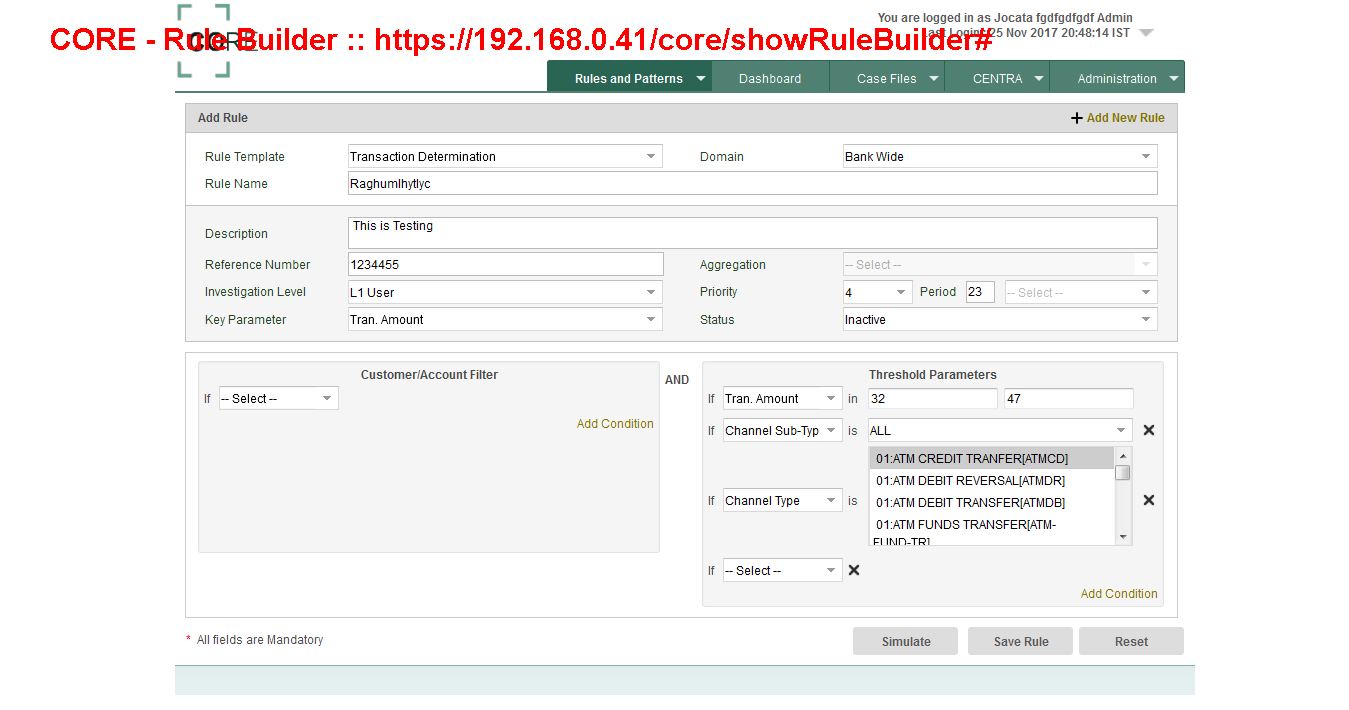 You are logged in as Jocata fgdfgdfgdf Admin
CORE - Rule Builder :: https://192.168.0.41/core/showRuleBuilder#
CORE
Last Login: 25 Nov 2017 20:48:14 IST
Rules and Patterns Dashboard Case Files CENTRA Administration
Add Rule + Add New Rule
Rule Template Transaction Determination Domain Bank Wide
Rule Name Raghumlhytlyc
Description This is Testing
Reference Number 1234455 Aggregation -- Select --
Investigation Level L1 User Priority 4 Period 23 -- Select --
Key Parameter Tran. Amount Status Inactive
Customer/Account Filter AND Threshold Parameters
If -- Select -- If Tran. Amount in 32 47
Add Condition If Channel Sub-Typ is ALL
01:ATM CREDIT TRANFER[ATMCD]
01:ATM DEBIT REVERSAL[ATMDR]
If Channel Type is 01:ATM DEBIT TRANSFER[ATMDB]
01:ATM FUNDS TRANSFER[ATM-
FUND-TR]
If -- Select --
Add Condition
* All fields are Mandatory Simulate Save Rule Reset